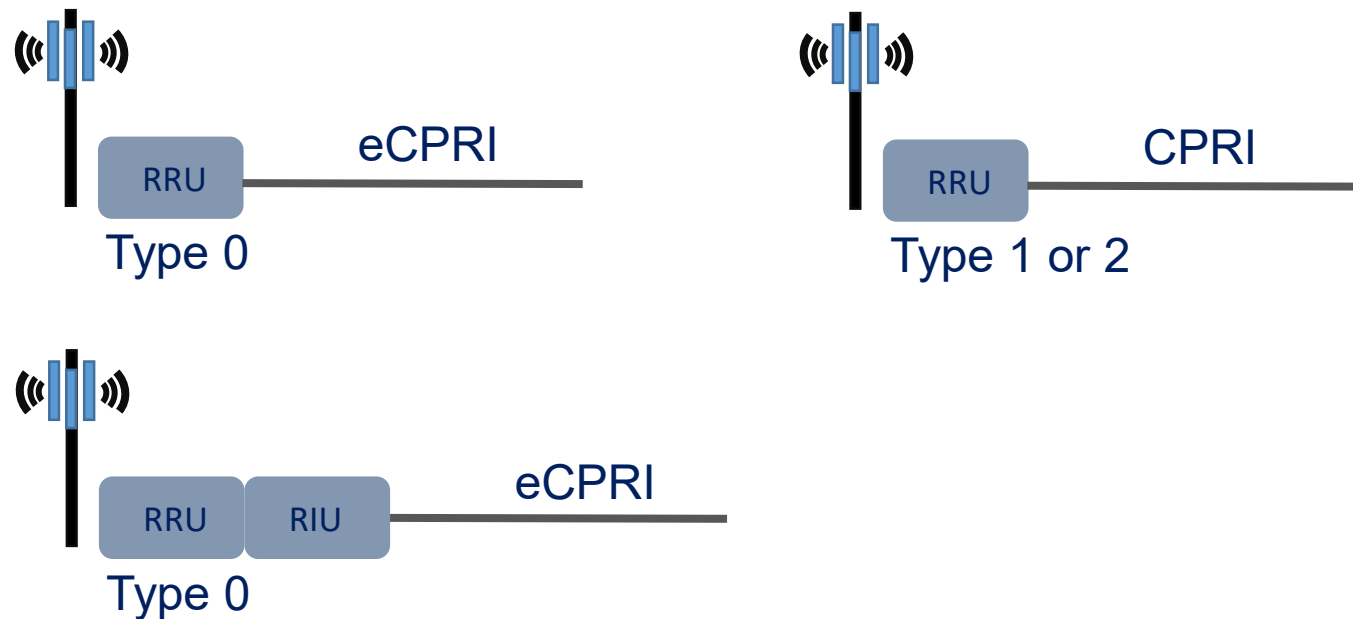 eCPRI
RRU
Type 0
CPRI
RRU
Type 1 or 2
eCPRI
RRU RIU
Type 0